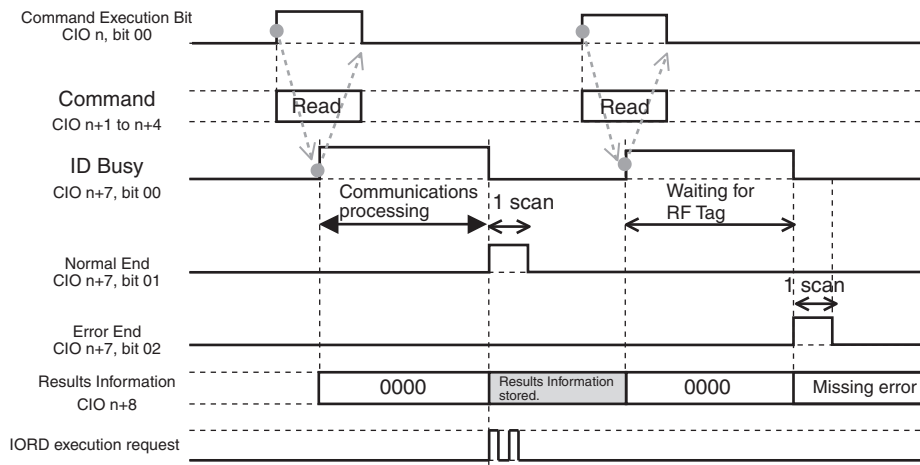 Command Execution Bit
CIO n, bit 00
Command
CIO n+1 to n+4
Read
Read
ID Busy
CIO n+7, bit 00
Communications
processing
1 scan
Waiting for
RF Tag
Normal End
CIO n+7, bit 01
1 scan
Error End
CIO n+7, bit 02
Results Information
CIO n+8
0000
Results Information
stored.
0000
Missing error
IORD execution request